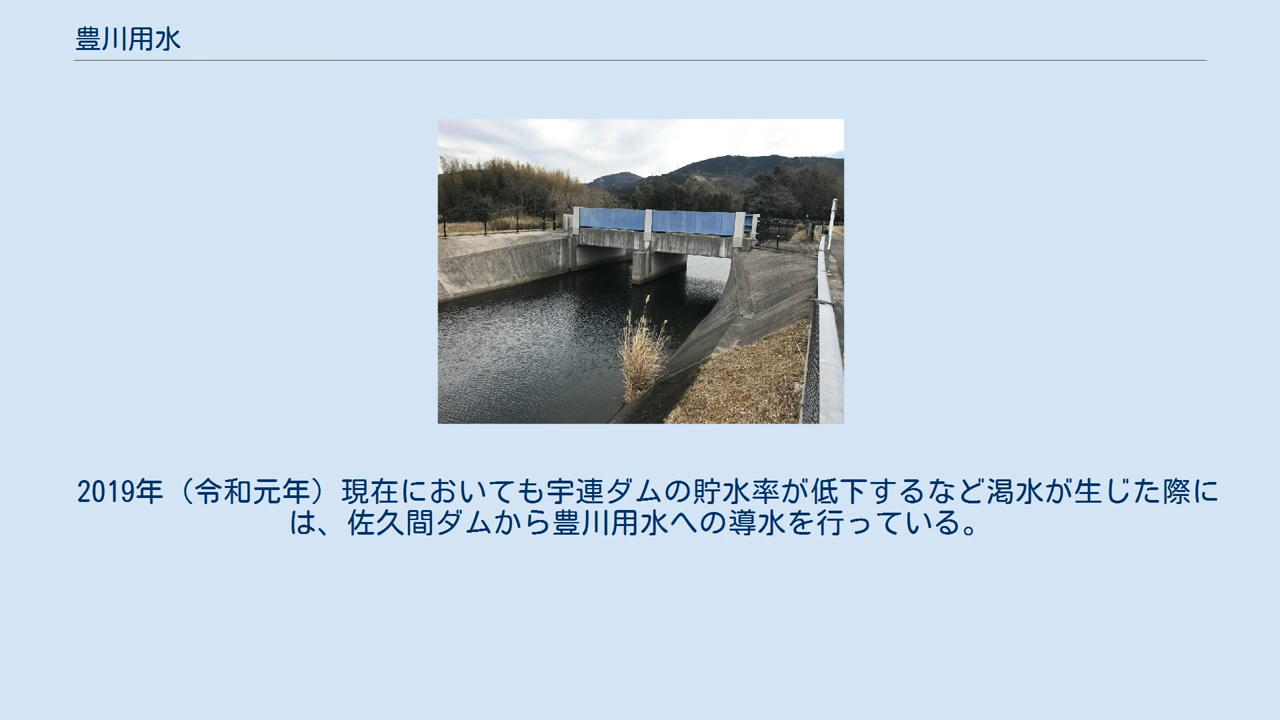 豊川用水
2019年（令和元年）現在においても宇連ダムの貯水率が低下するなど渇水が生じた際に
は、佐久間ダムから豊川用水への導水を行っている。